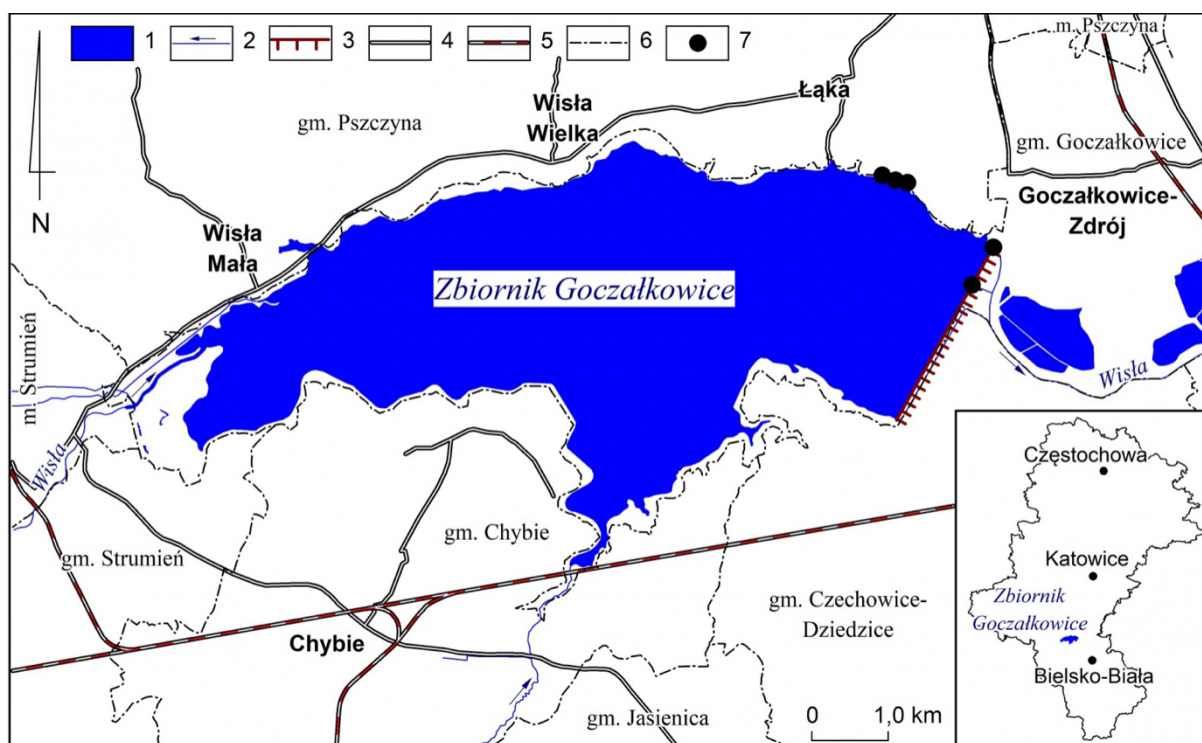 1
2
3
4
5
6
7
m. Pszczyna
Wisła
Wielka
Łąka
gm. Pszczyna
gm. Goczałkowice
Goczałkowice-
Zdrój
N
Wisła
Mała
Zbiornik Goczałkowice
m. Strumień
Wisła
Wisła
gm. Strumień
gm. Chybie
Chybie
gm. Czechowice-
Dziedzice
gm. Jasienica
0 1,0 km
Częstochowa
Katowice
Zbiornik
Goczałkowice
Bielsko-Biała